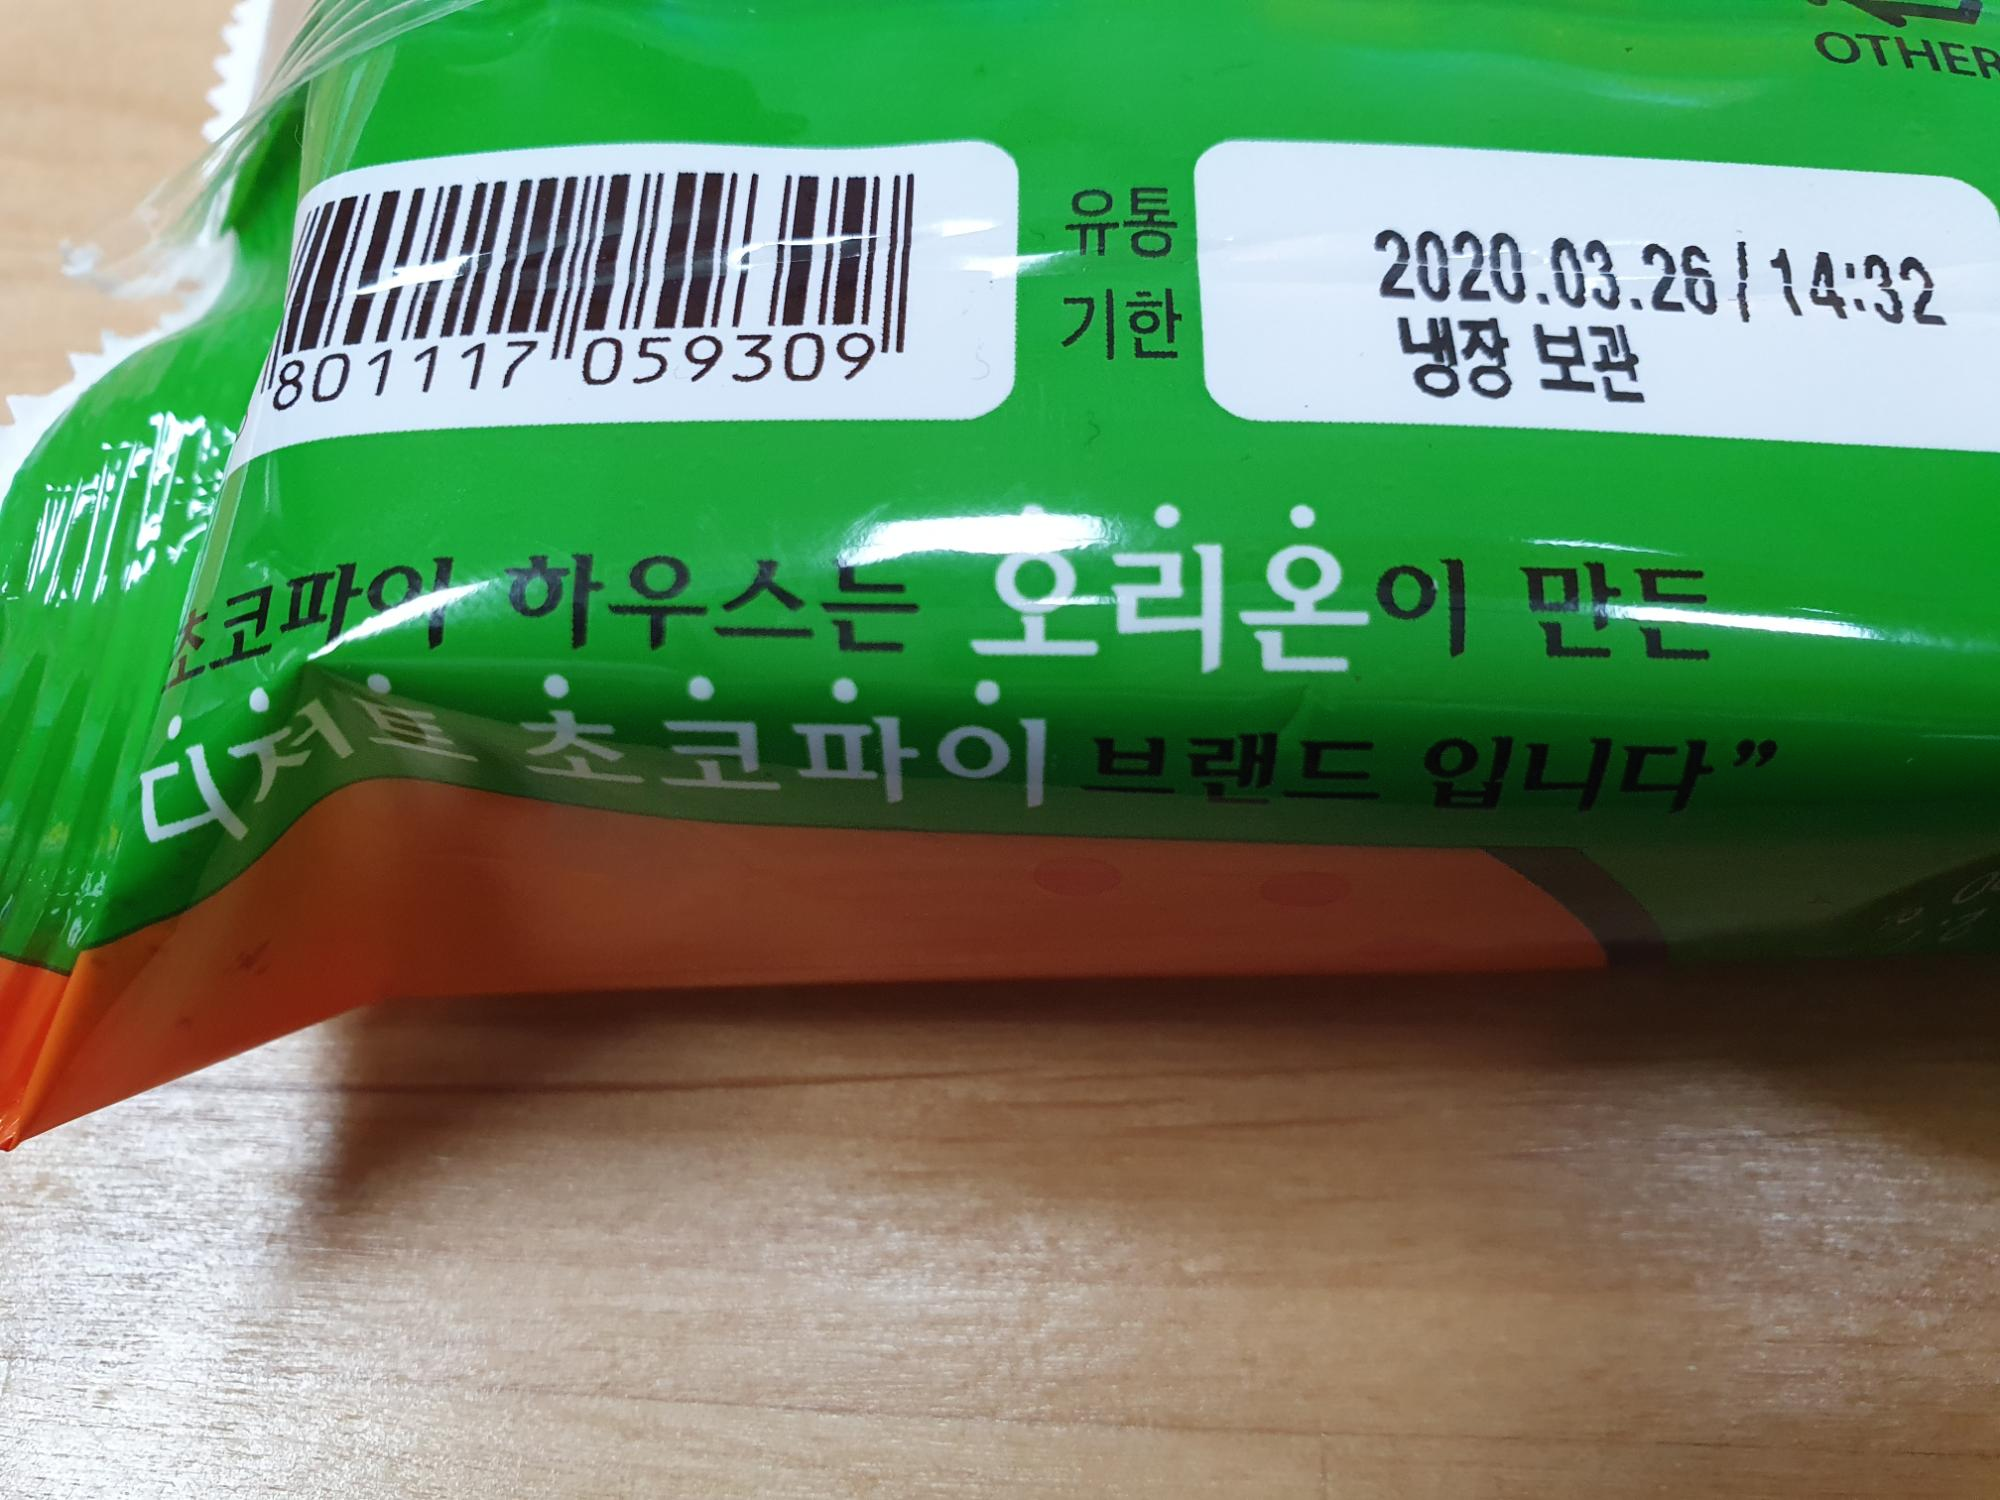 OTHER
801117 059309
유통
기한
2020.03.26 | 14:32
냉장 보관
초코파이 하우스는 오리온이 만든
디저트 초코파이 브랜드 입니다”